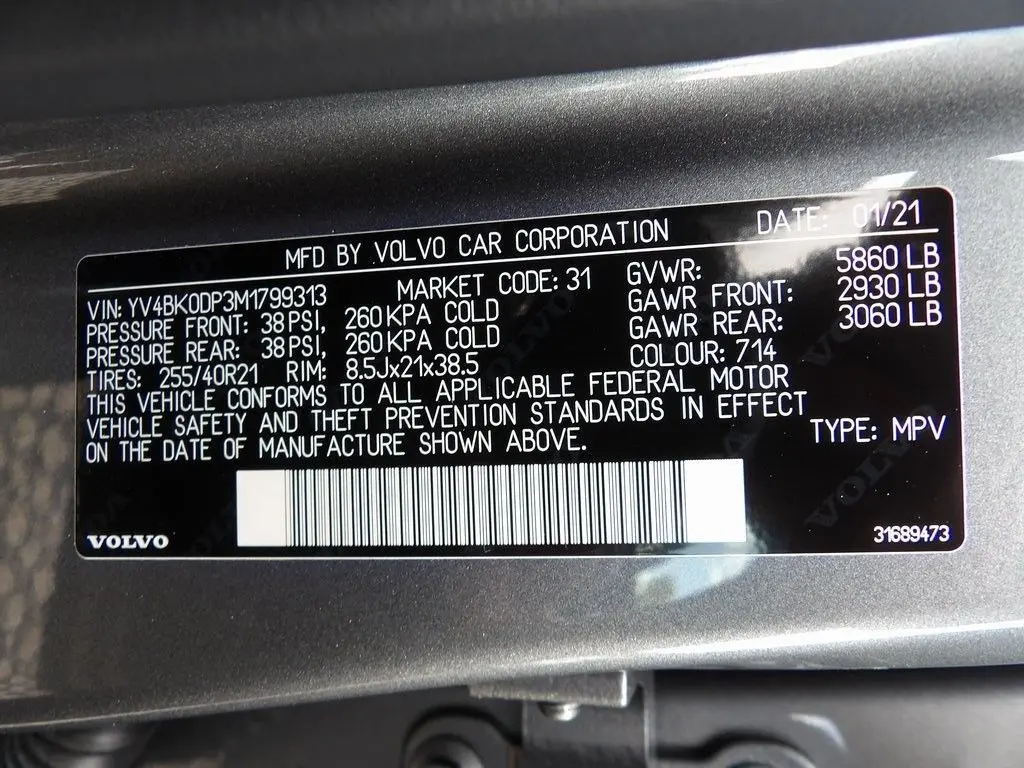 MFD BY VOLVO CAR CORPORATION DATE: 01/21
VIN: YV4BK0DP3M1799313 MARKET CODE: 31 GVWR: 5860 LB
PRESSURE FRONT: 38 PSI, 260 KPA COLD GAWR FRONT: 2930 LB
PRESSURE REAR: 38 PSI, 260 KPA COLD GAWR REAR: 3060 LB
TIRES: 255/40R21 RIM: 8.5Jx21x38.5 COLOUR: 714
THIS VEHICLE CONFORMS TO ALL APPLICABLE FEDERAL MOTOR
VEHICLE SAFETY AND THEFT PREVENTION STANDARDS IN EFFECT
ON THE DATE OF MANUFACTURE SHOWN ABOVE. TYPE: MPV
VOLVO 31689473